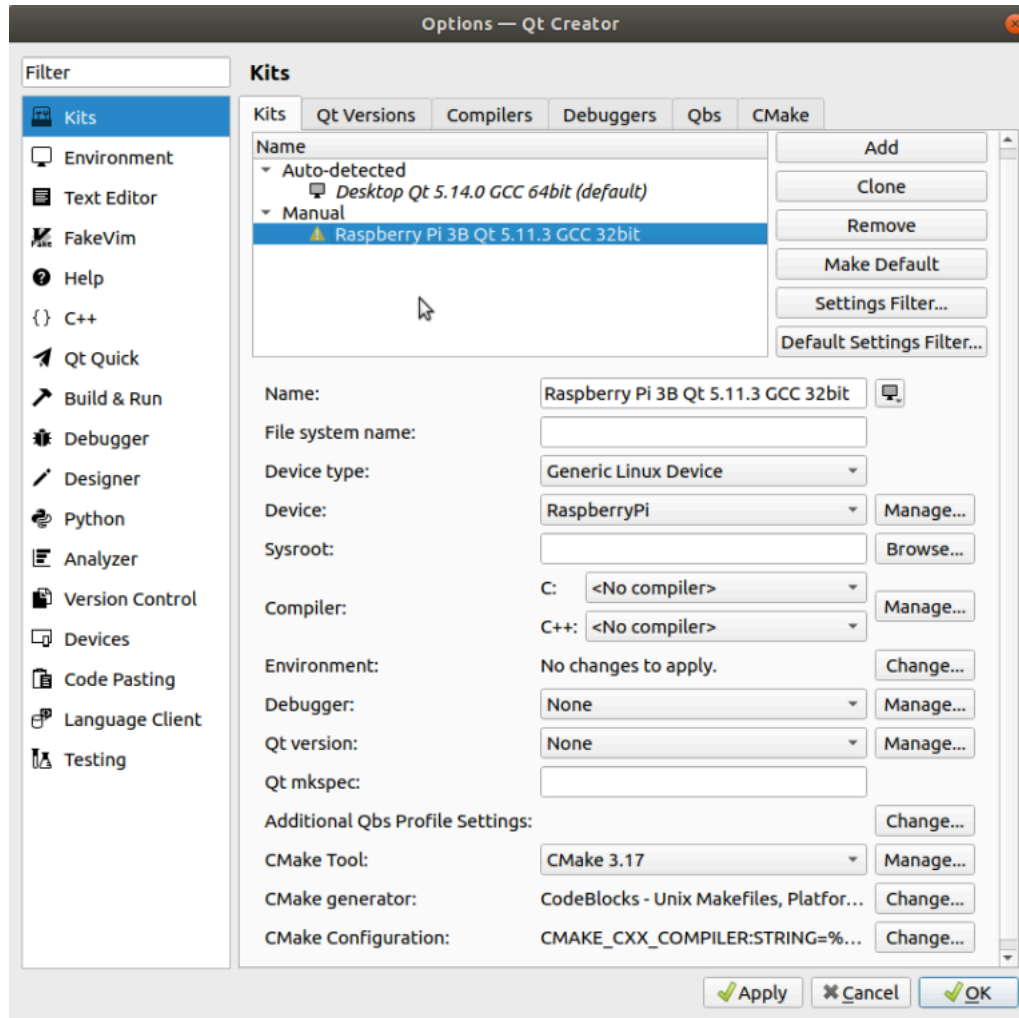 Options — Qt Creator
Filter
Kits
Environment
Text Editor
FakeVim
Help
{} C++
Qt Quick
Build & Run
Debugger
Designer
Python
Analyzer
Version Control
Devices
Code Pasting
Language Client
Testing
Kits
Kits Qt Versions Compilers Debuggers Qbs CMake
Name
Auto-detected
Desktop Qt 5.14.0 GCC 64bit (default)
Manual
Raspberry Pi 3B Qt 5.11.3 GCC 32bit
Add
Clone
Remove
Make Default
Settings Filter...
Default Settings Filter...
Name: Raspberry Pi 3B Qt 5.11.3 GCC 32bit
File system name:
Device type: Generic Linux Device
Device: RaspberryPi Manage...
Sysroot: Browse...
Compiler: C: <No compiler> Manage...
C++: <No compiler>
Environment: No changes to apply. Change...
Debugger: None Manage...
Qt version: None Manage...
Qt mkspec:
Additional Qbs Profile Settings: Change...
CMake Tool: CMake 3.17 Manage...
CMake generator: CodeBlocks - Unix Makefiles, Platfor... Change...
CMake Configuration: CMAKE_CXX_COMPILER:STRING=%... Change...
Apply Cancel OK